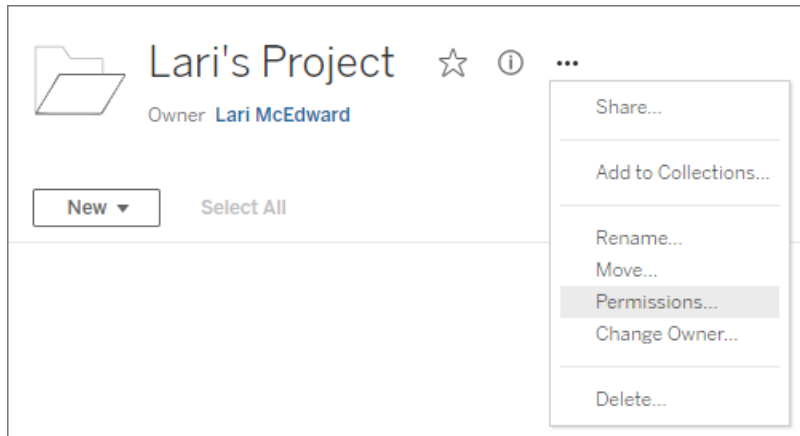 Lari's Project
Owner Lari McEdward
New
Select All
Share...
Add to Collections...
Rename...
Move...
Permissions...
Change Owner...
Delete...